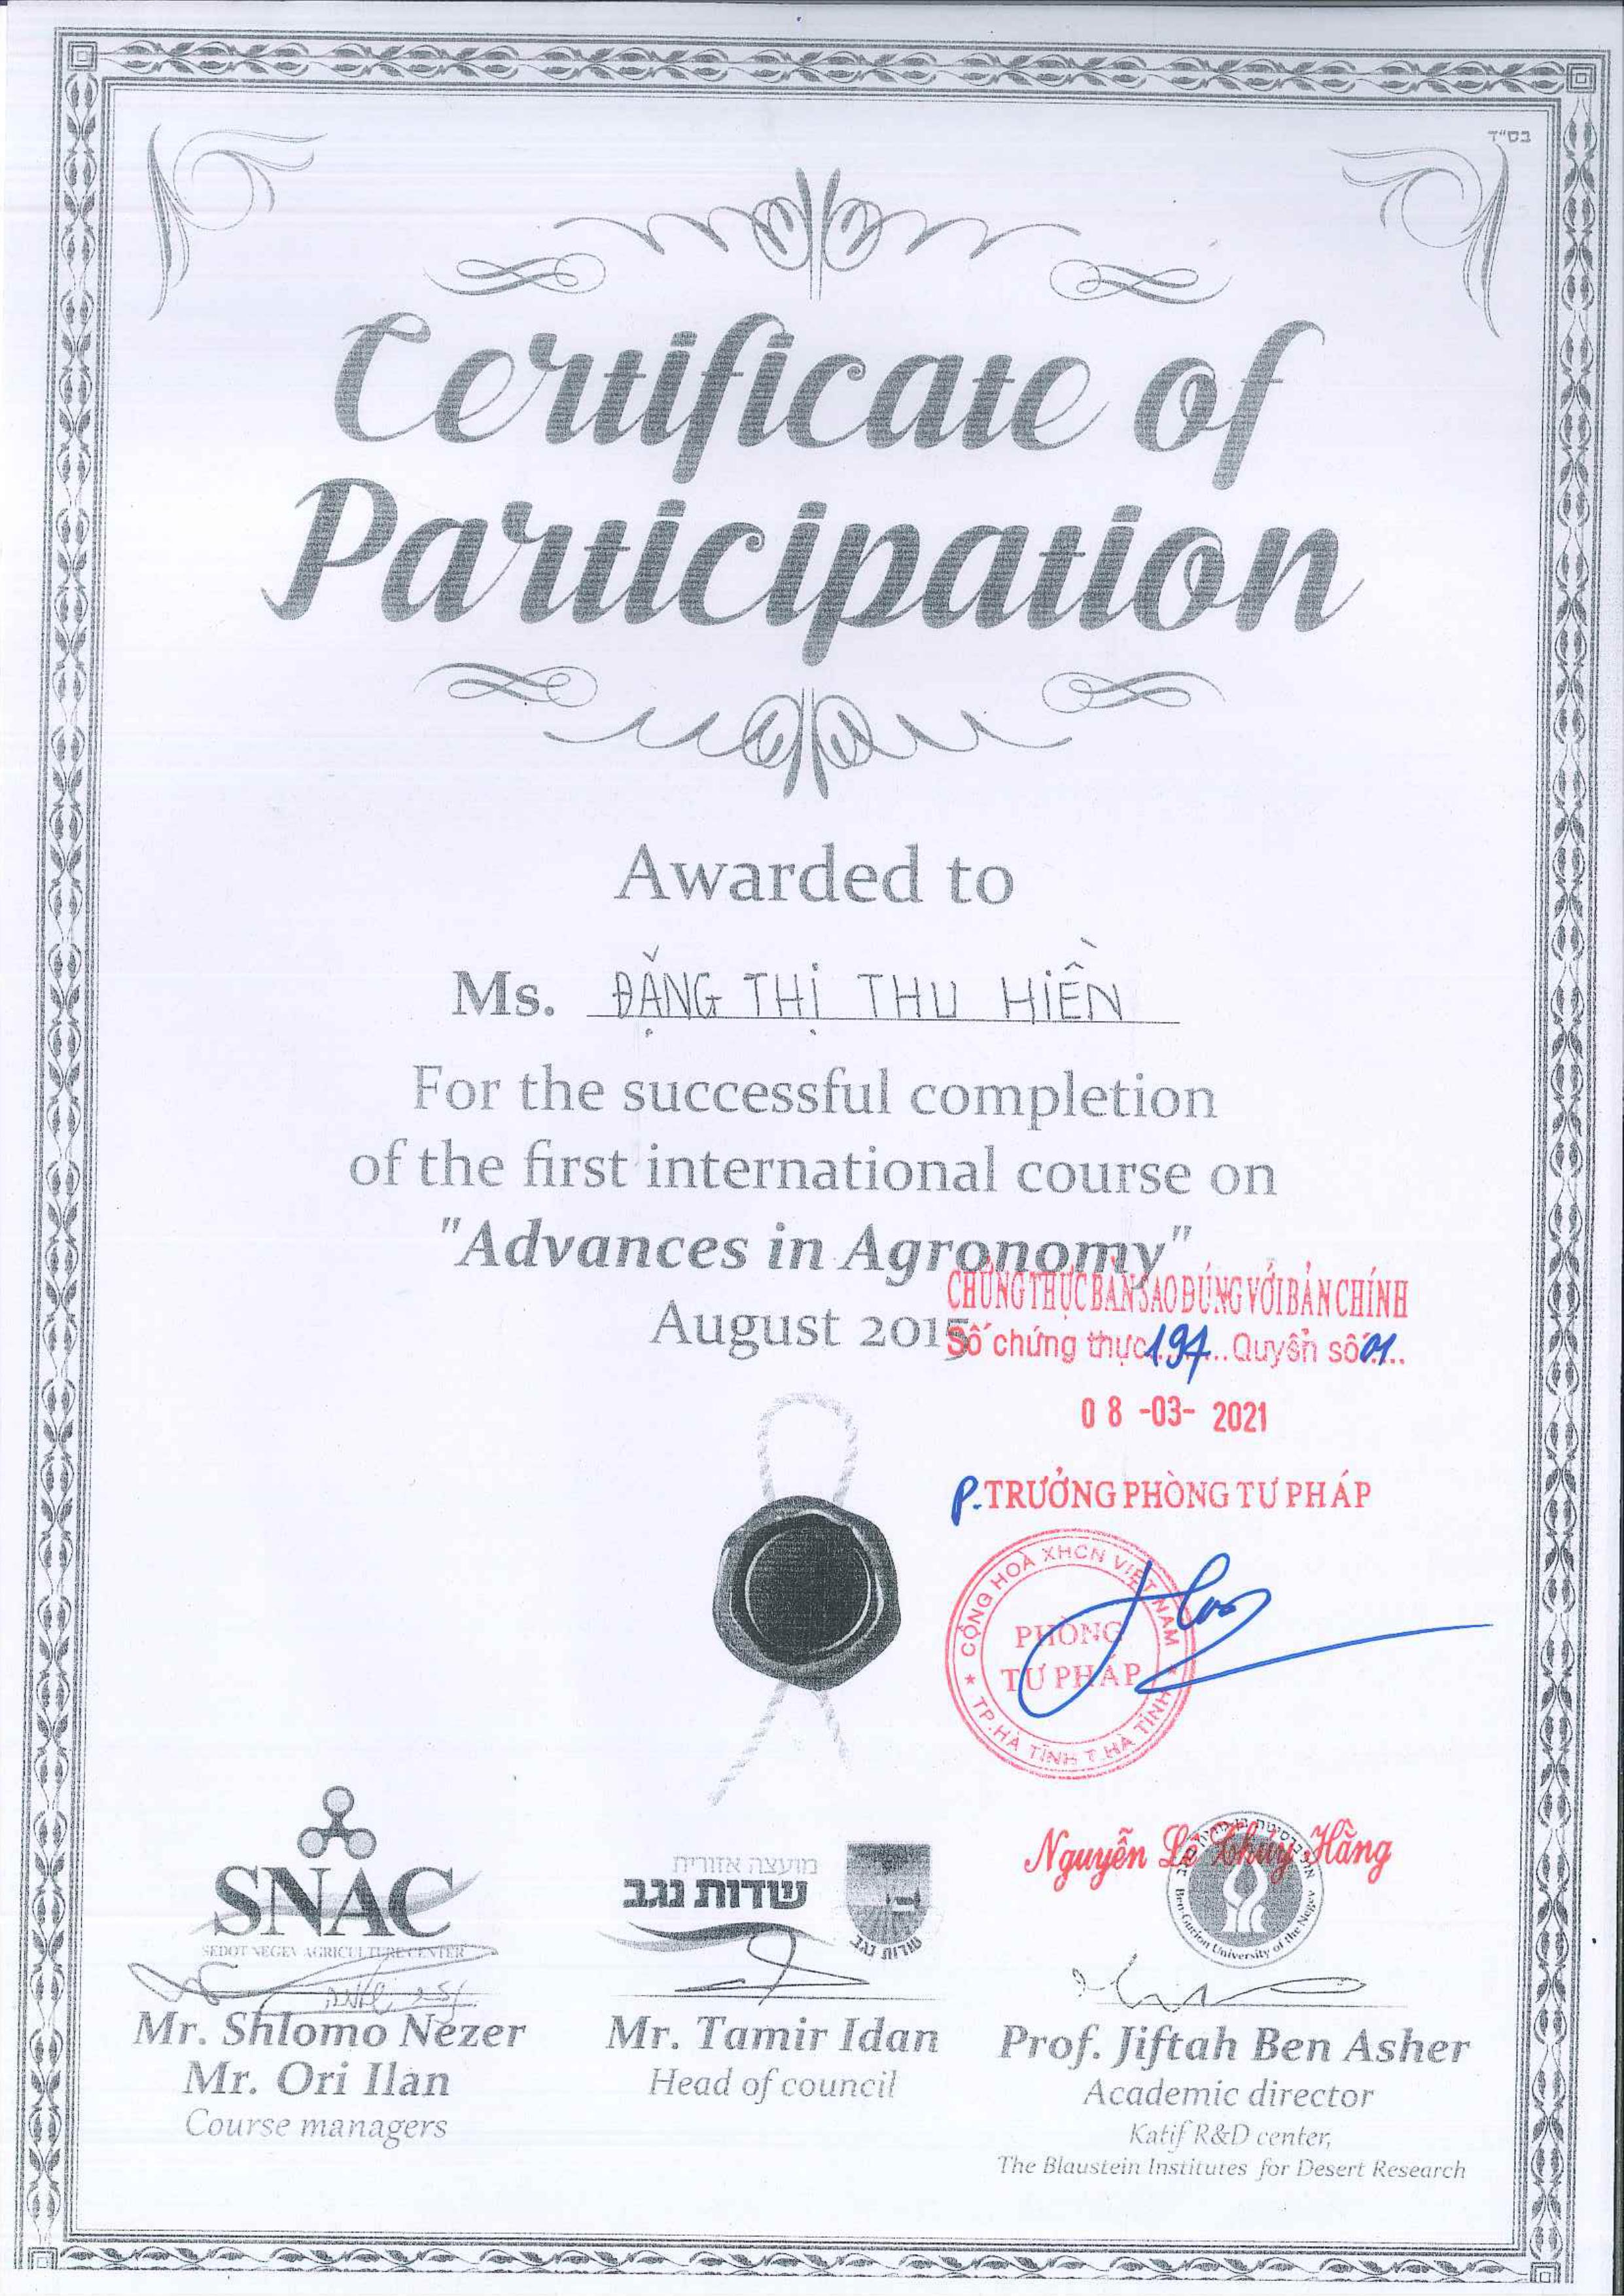 בס"ד
Certificate of
Participation
Awarded to
Ms. ĐẶNG THỊ THU HIỀN
For the successful completion
of the first international course on
"Advances in Agronomy"
August 2015
CHỨNG THỰC BẢN SAO ĐÚNG VỚI BẢN CHÍNH
Số chứng thực 197 Quyển số 01
08 -03- 2021
P. TRƯỞNG PHÒNG TƯ PHÁP
CỘNG HOÀ XHCN VIỆT NAM
PHÒNG
TƯ PHÁP
TP.HÀ TĨNH T.HÀ TĨNH
Nguyễn Lê Thúy Hằng
SNAC
SEDOT NEGEV AGRICULTURE CENTER
מועצה אזורית
שדות נגב
שדות נגב
Ben-Gurion University of the Negev
Mr. Shlomo Nezer
Mr. Ori Ilan
Course managers
Mr. Tamir Idan
Head of council
Prof. Jiftah Ben Asher
Academic director
Katif R&D center,
The Blaustein Institutes for Desert Research